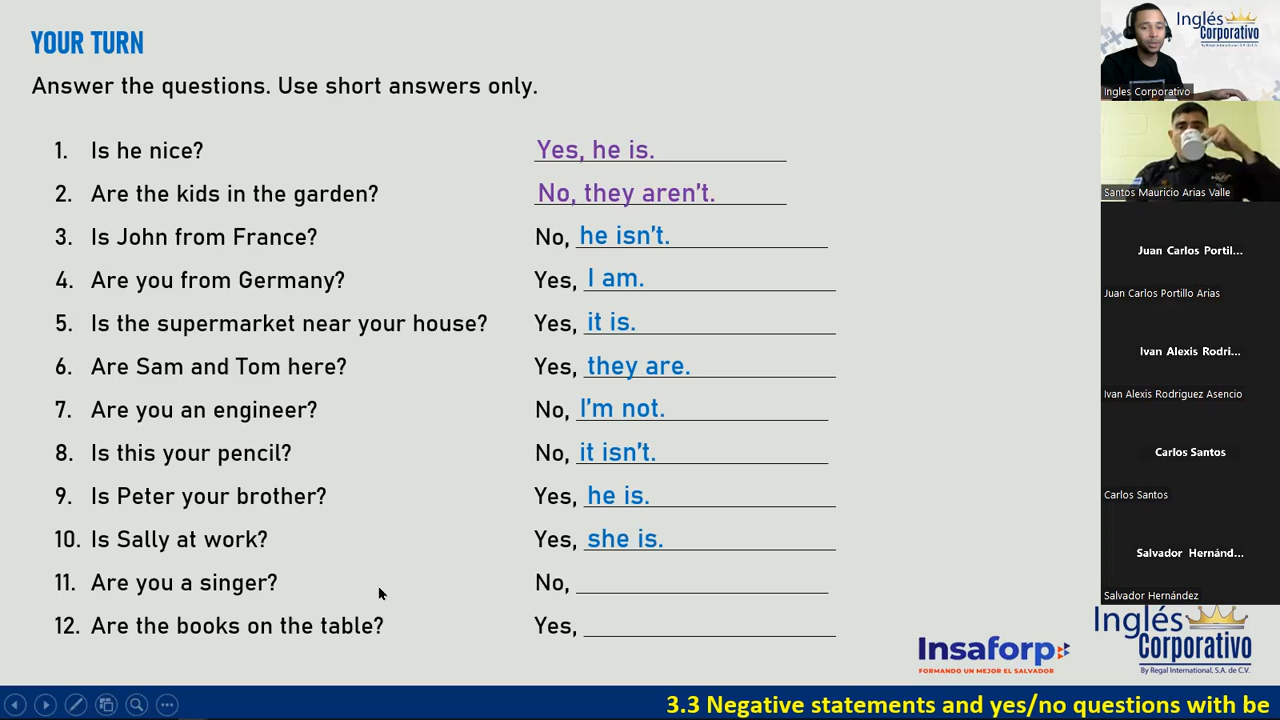 YOUR TURN
Answer the questions. Use short answers only.
1. Is he nice? Yes, he is.
2. Are the kids in the garden? No, they aren't.
3. Is John from France? No, he isn't.
4. Are you from Germany? Yes, I am.
5. Is the supermarket near your house? Yes, it is.
6. Are Sam and Tom here? Yes, they are.
7. Are you an engineer? No, I'm not.
8. Is this your pencil? No, it isn't.
9. Is Peter your brother? Yes, he is.
10. Is Sally at work? Yes, she is.
11. Are you a singer? No,
12. Are the books on the table? Yes,
Insaforp
FORMANDO UN MEJOR EL SALVADOR
Inglés
Corporativo
By Regal International, S.A. de C.V.
3.3 Negative statements and yes/no questions with be
Inglés
Corporativo
By Regal International, S.A. de C.V.
Ingles Corporativo
Santos Mauricio Arias Valle
Juan Carlos Portil...
Juan Carlos Portillo Arias
Ivan Alexis Rodri...
Ivan Alexis Rodriguez Asencio
Carlos Santos
Carlos Santos
Salvador Hernánd...
Salvador Hernández